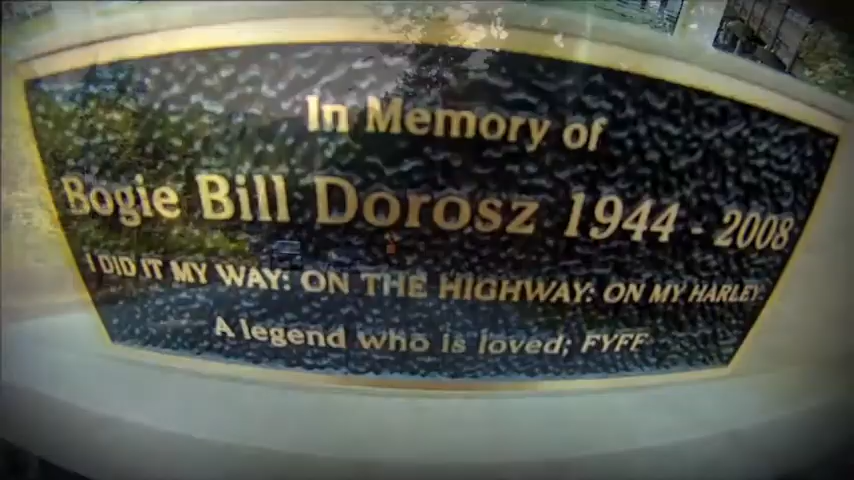 In Memory of
Bogie Bill Dorosz 1944 - 2008
I DID IT MY WAY: ON THE HIGHWAY: ON MY HARLEY
A legend who is loved; FYFE